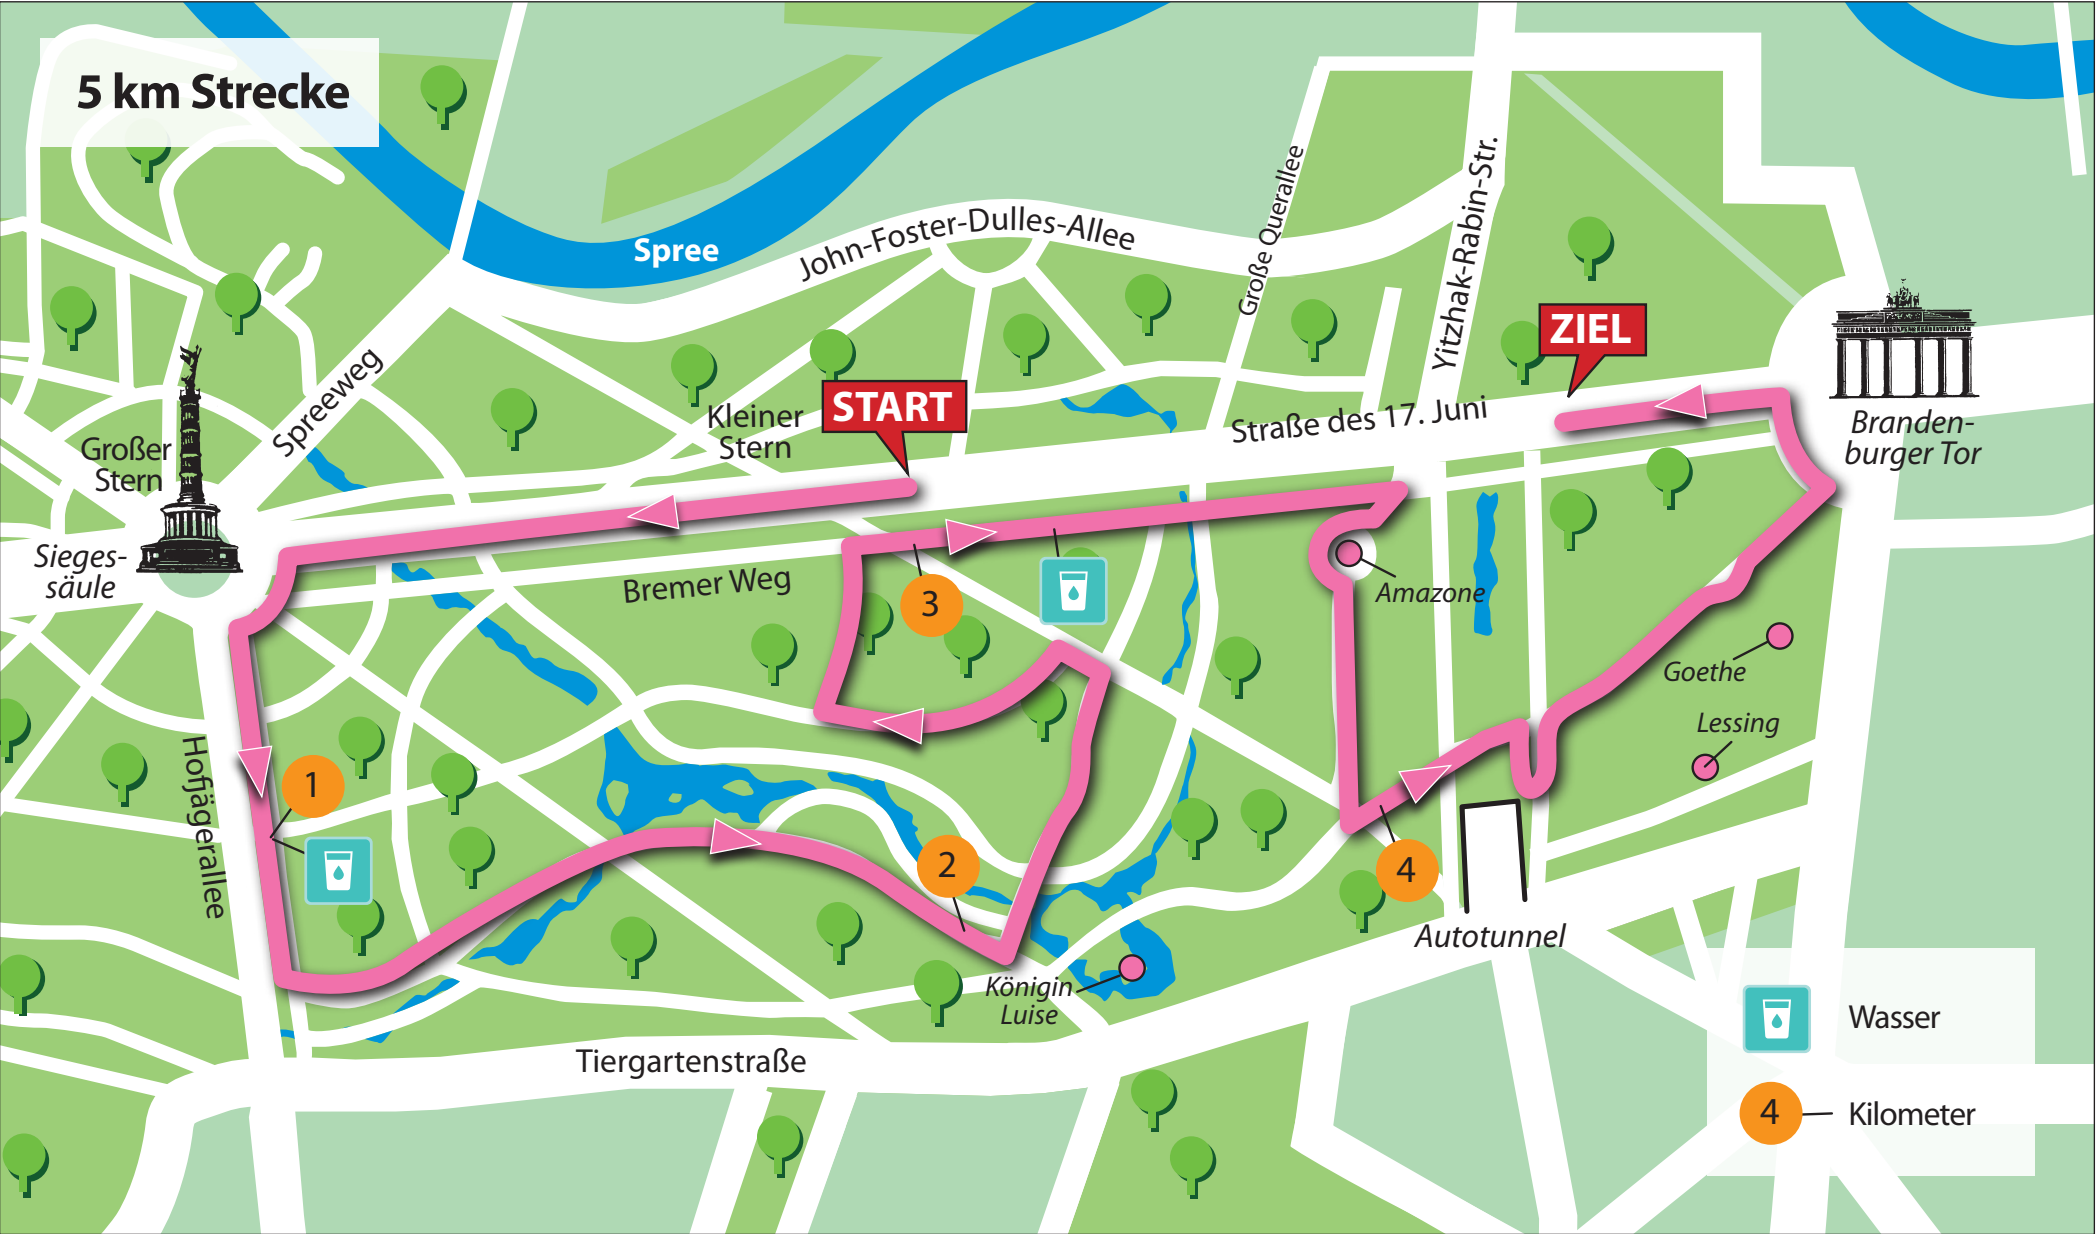 5 km Strecke
Spree
John-Foster-Dulles-Allee
Große Querallee
Yitzhak-Rabin-Str.
ZIEL
START
Kleiner
Stern
Straße des 17. Juni
Spreeweg
Großer
Stern
Branden-
burger Tor
Sieges-
säule
Bremer Weg
3
Amazone
Goethe
Lessing
Hofjägerallee
1
2
4
Autotunnel
Königin
Luise
Tiergartenstraße
Wasser
4
Kilometer